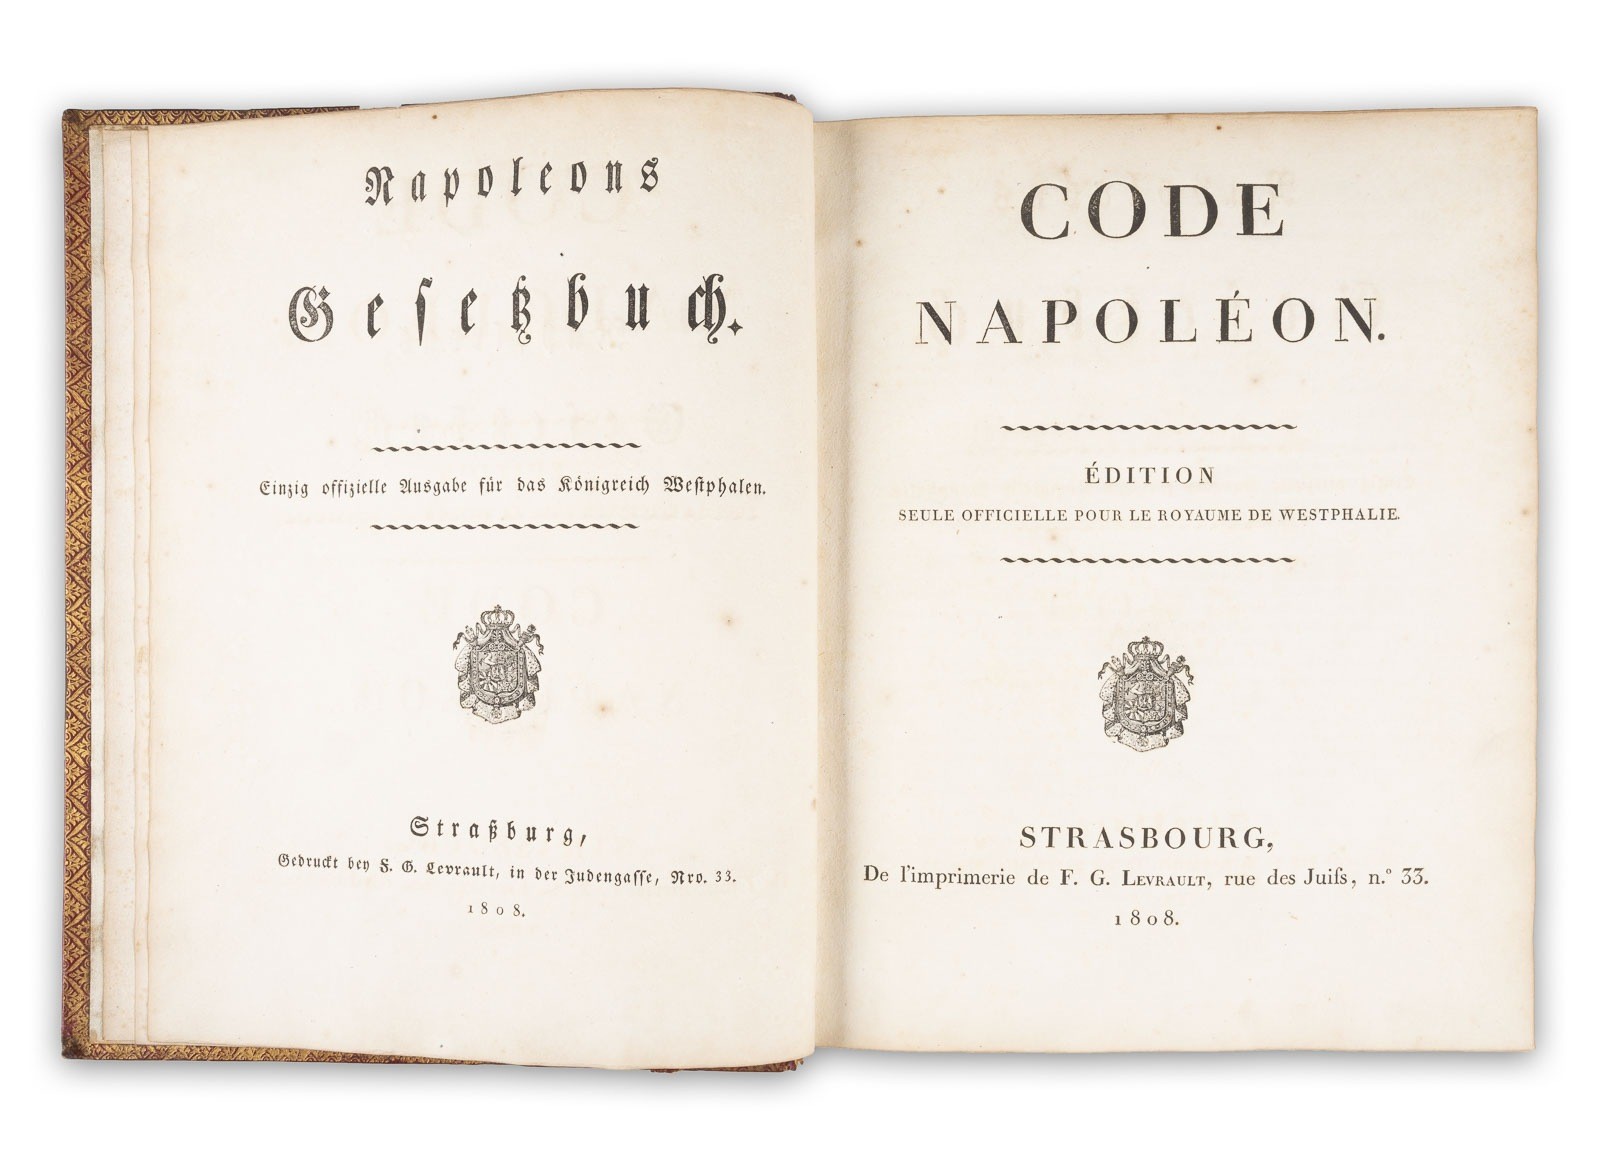 Napoleons
Gesetzbuch.
Einzig offizielle Ausgabe für das Königreich Westphalen.
Straßburg,
Gedruckt bey F. G. Levrault, in der Judengasse, Nro. 33.
1808.
CODE
NAPOLÉON.
ÉDITION
SEULE OFFICIELLE POUR LE ROYAUME DE WESTPHALIE.
STRASBOURG,
De l'imprimerie de F. G. LEVRAULT, rue des Juifs, n.º 33.
1808.